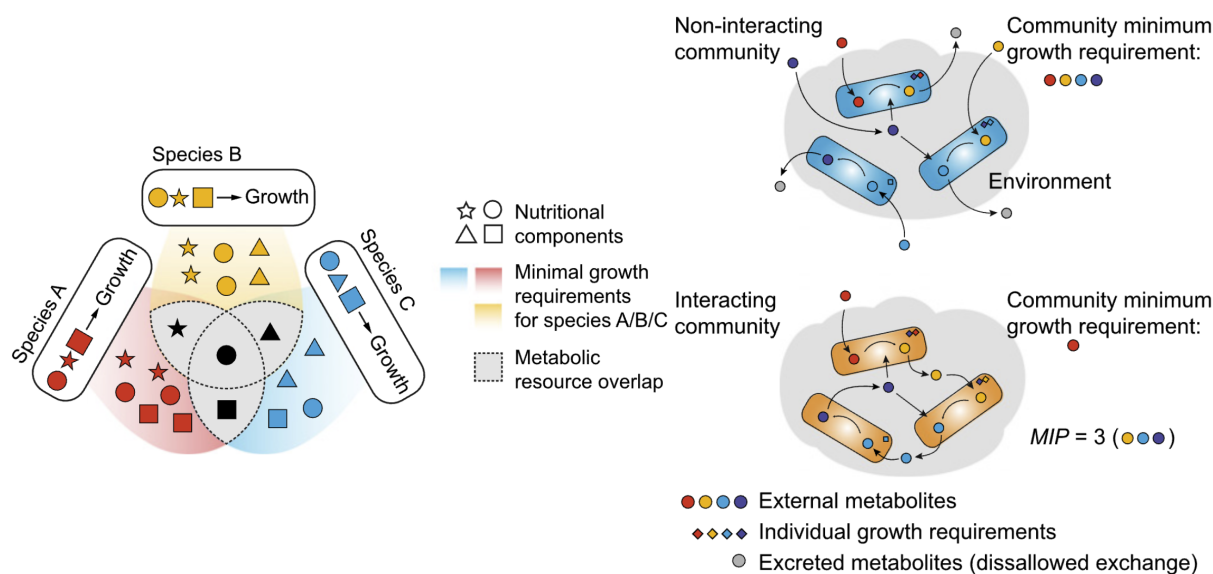 Species B
→ Growth
Species A
→ Growth
Species C
→ Growth
Nutritional
components
Minimal growth
requirements
for species A/B/C
Metabolic
resource overlap
Non-interacting
community
Community minimum
growth requirement:
Environment
Interacting
community
Community minimum
growth requirement:
MIP = 3 ( )
External metabolites
Individual growth requirements
Excreted metabolites (dissallowed exchange)